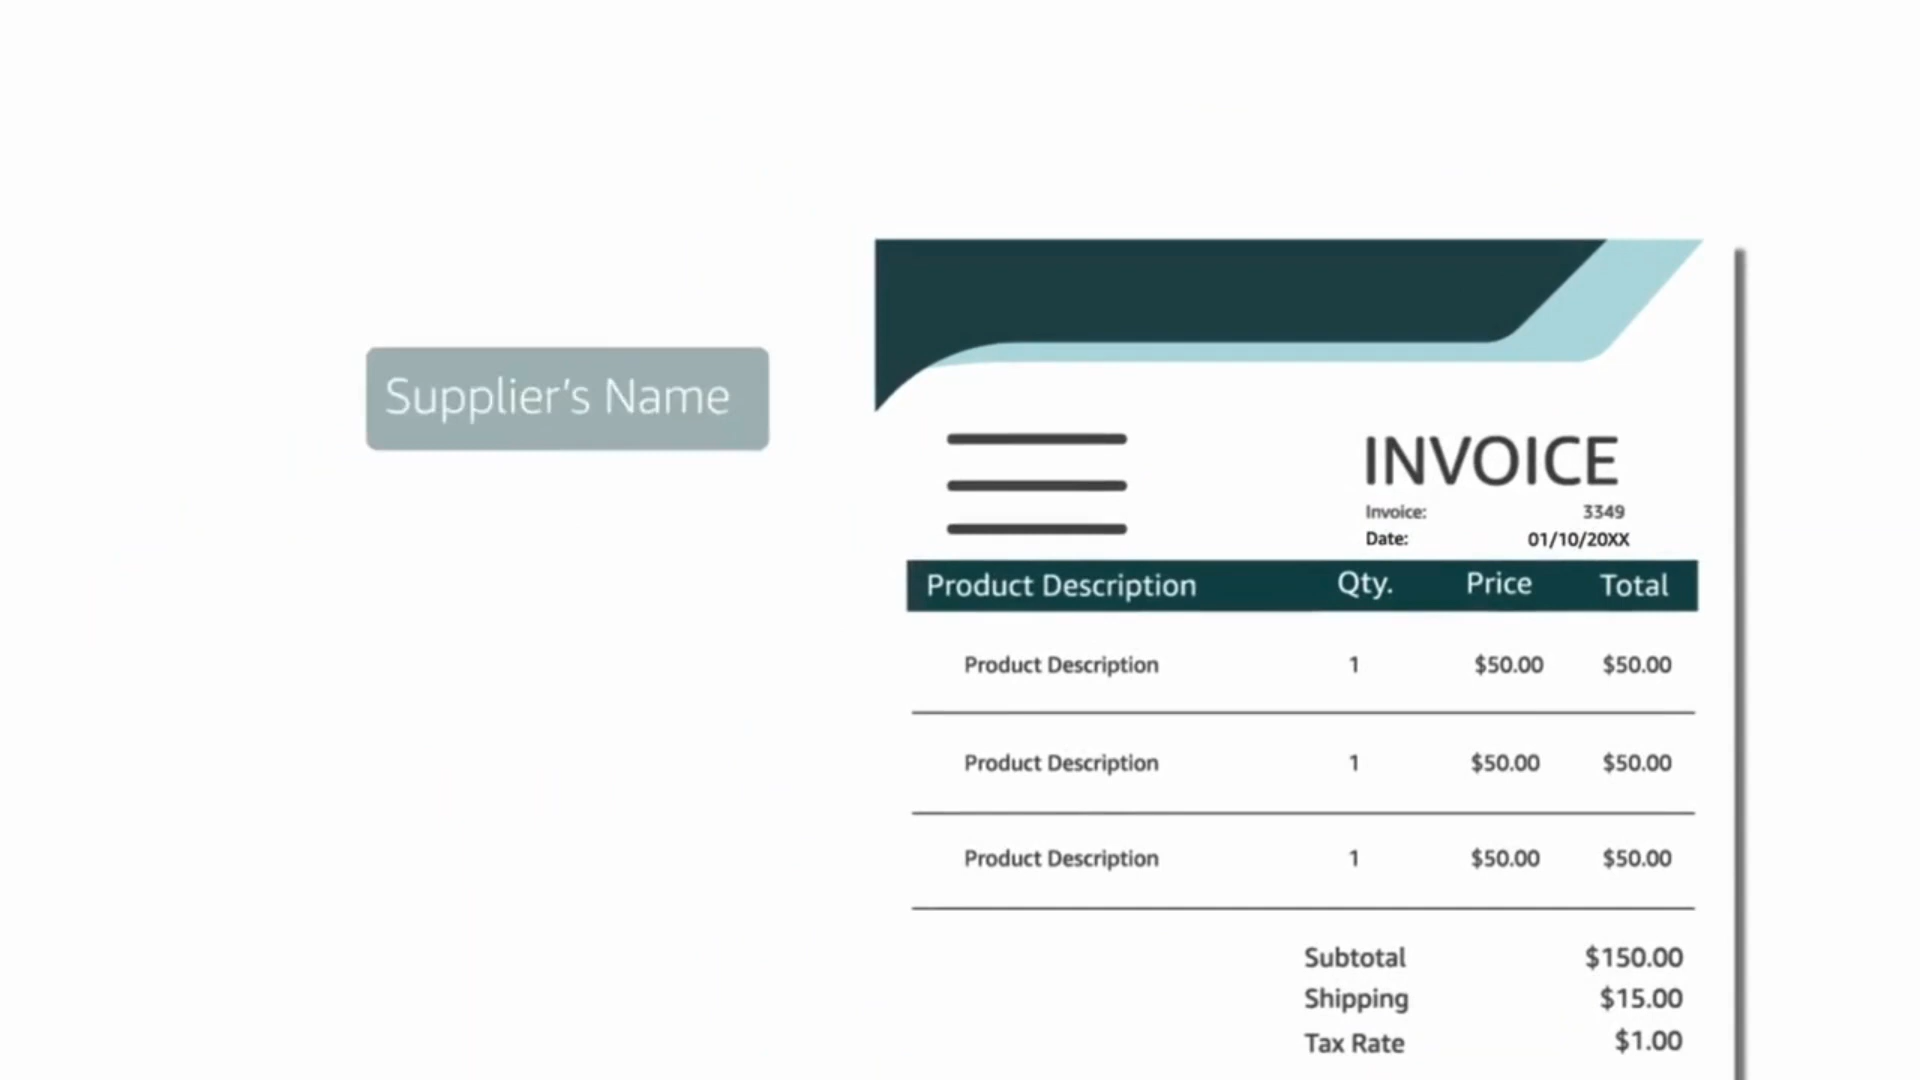 Supplier’s Name
INVOICE
Invoice: 3349
Date: 01/10/20XX
Product Description Qty. Price Total
Product Description 1 $50.00 $50.00
Product Description 1 $50.00 $50.00
Product Description 1 $50.00 $50.00
Subtotal $150.00
Shipping $15.00
Tax Rate $1.00